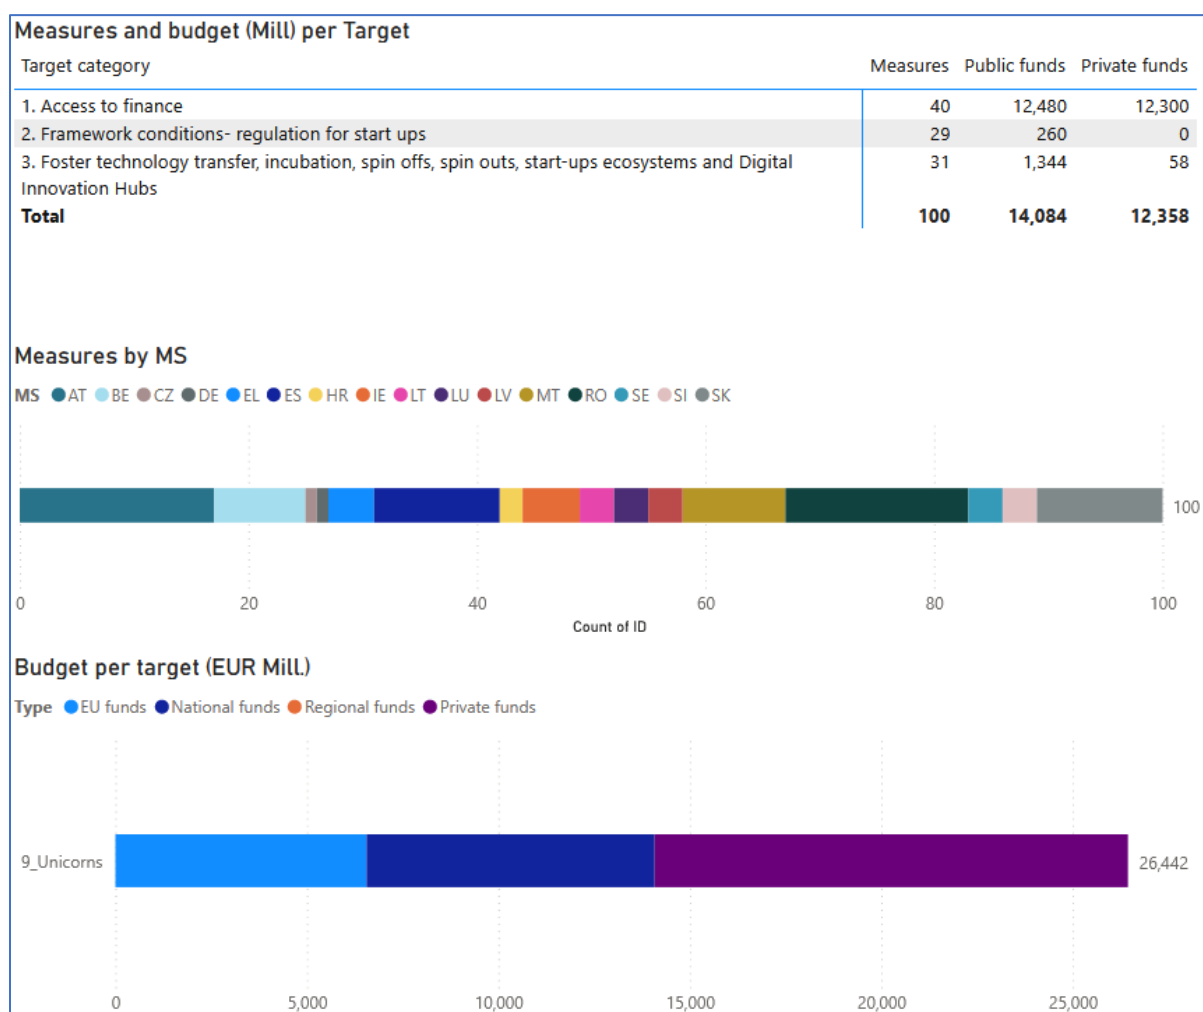 Measures and budget (Mill) per Target
Target category Measures Public funds Private funds
1. Access to finance 40 12,480 12,300
2. Framework conditions- regulation for start ups 29 260 0
3. Foster technology transfer, incubation, spin offs, spin outs, start-ups ecosystems and Digital 31 1,344 58
Innovation Hubs
Total 100 14,084 12,358
Measures by MS
MS AT BE CZ DE EL ES HR IE LT LU LV MT RO SE SI SK
100
0 20 40 60 80 100
Count of ID
Budget per target (EUR Mill.)
Type EU funds National funds Regional funds Private funds
9_Unicorns 26,442
0 5,000 10,000 15,000 20,000 25,000